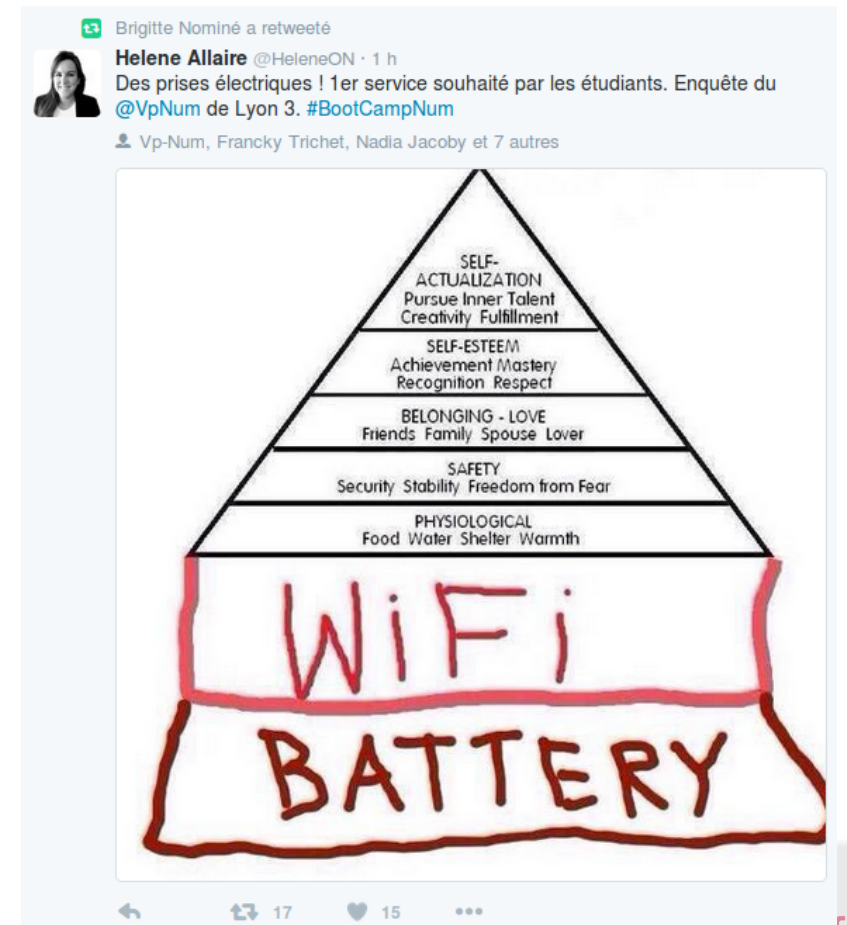 Brigitte Nominé a retweeté
Helene Allaire @HeleneON · 1 h
Des prises électriques ! 1er service souhaité par les étudiants. Enquête du
@VpNum de Lyon 3. #BootCampNum
Vp-Num, Francky Trichet, Nadia Jacoby et 7 autres
SELF-
ACTUALIZATION
Pursue Inner Talent
Creativity Fulfillment
SELF-ESTEEM
Achievement Mastery
Recognition Respect
BELONGING - LOVE
Friends Family Spouse Lover
SAFETY
Security Stability Freedom from Fear
PHYSIOLOGICAL
Food Water Shelter Warmth
WiFi
BATTERY
17 15